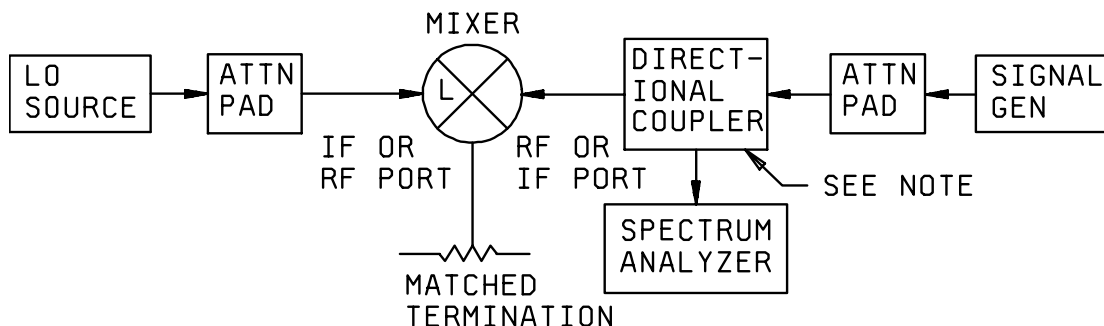 MIXER
LO
SOURCE
ATTN
PAD
L
DIRECT-
IONAL
COUPLER
ATTN
PAD
SIGNAL
GEN
IF OR
RF PORT
RF OR
IF PORT
SEE NOTE
SPECTRUM
ANALYZER
MATCHED
TERMINATION